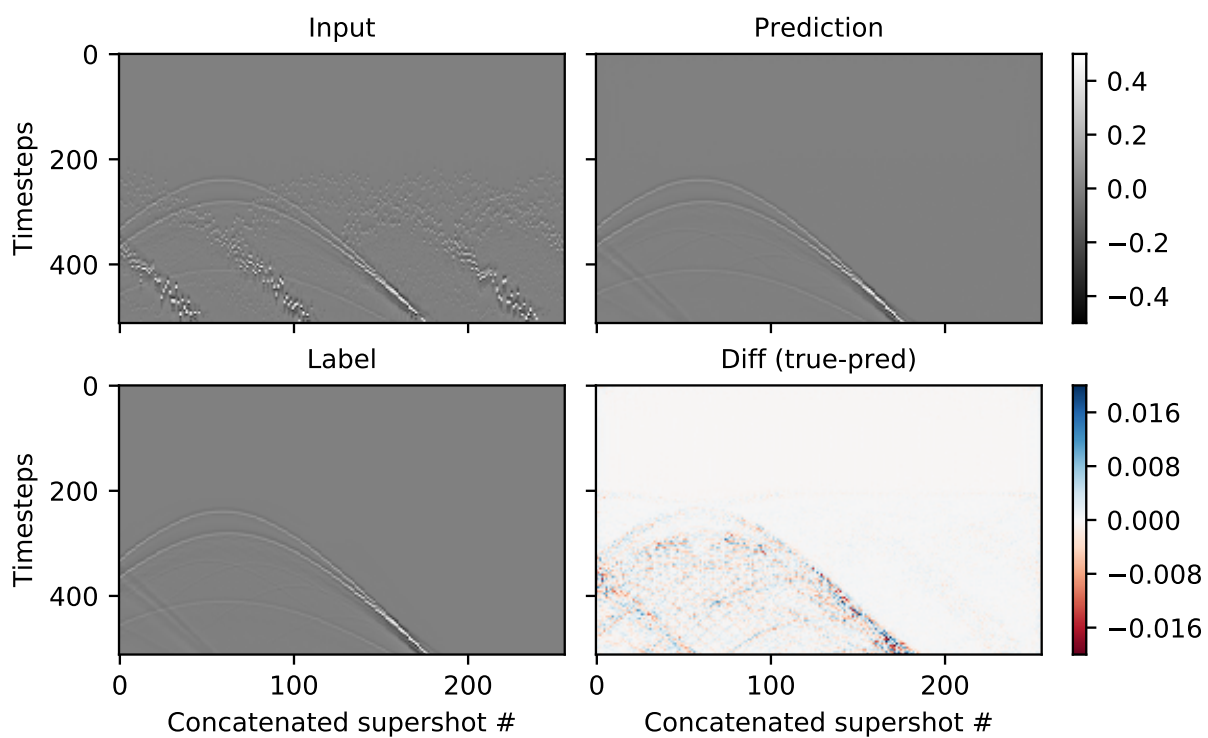 Input
Prediction
0
200
400
Timesteps
0.4
0.2
0.0
−0.2
−0.4
Label
Diff (true-pred)
0
200
400
Timesteps
0.016
0.008
0.000
−0.008
−0.016
0 100 200
0 100 200
Concatenated supershot #
Concatenated supershot #